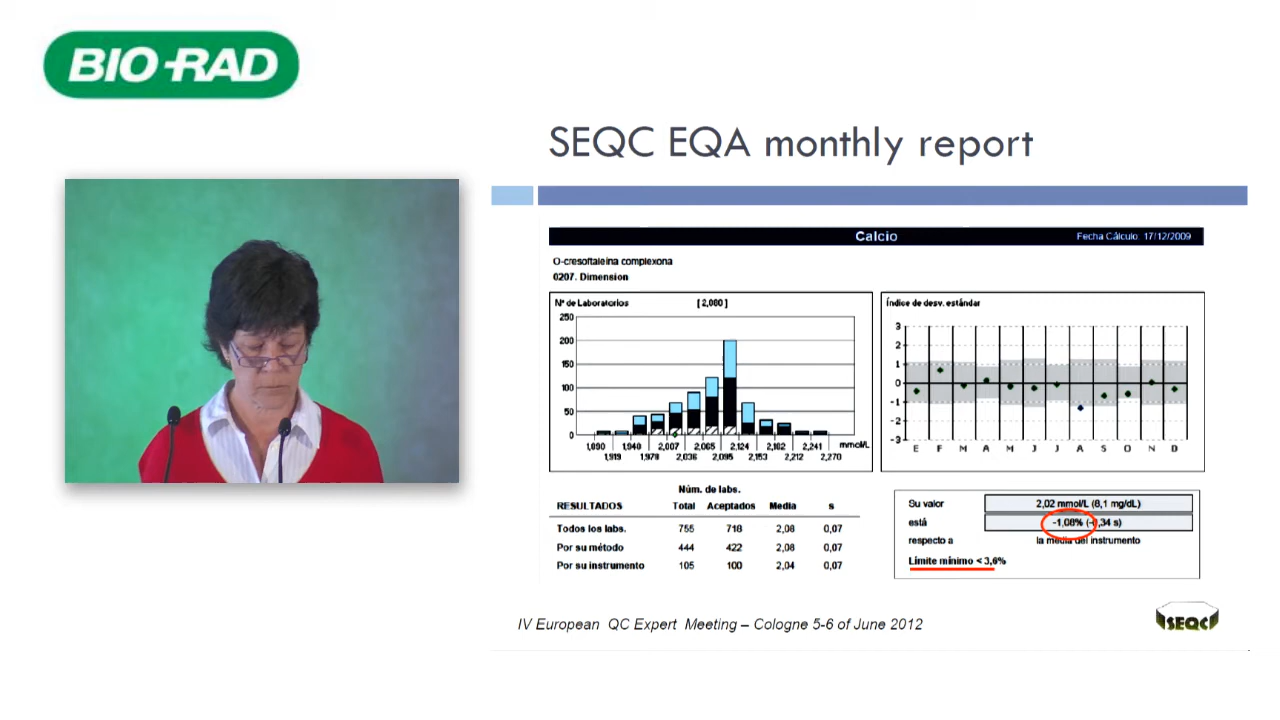 BIO-RAD
SEQC EQA monthly report
Calcio
Fecha Cálculo: 17/12/2009
O-cresoftaleina complexona
0207. Dimension
Nº de Laboratorios [ 2,080 ]
250
200
150
100
50
0
1,890 1,948 2,007 2,065 2,124 2,182 2,241 mmol/L
1,919 1,978 2,036 2,095 2,153 2,212 2,270
Índice de desv. estándar
3
2
1
0
-1
-2
-3
E F M A M J J A S O N D
Núm. de labs.
RESULTADOS Total Aceptados Media s
Todos los labs. 755 718 2,08 0,07
Por su método 444 422 2,08 0,07
Por su instrumento 105 100 2,04 0,07
Su valor 2,02 mmol/L (8,1 mg/dL)
está -1,08% (-0,34 s)
respecto a la media del instrumento
Límite mínimo < 3,6%
IV European QC Expert Meeting – Cologne 5-6 of June 2012
SEQC